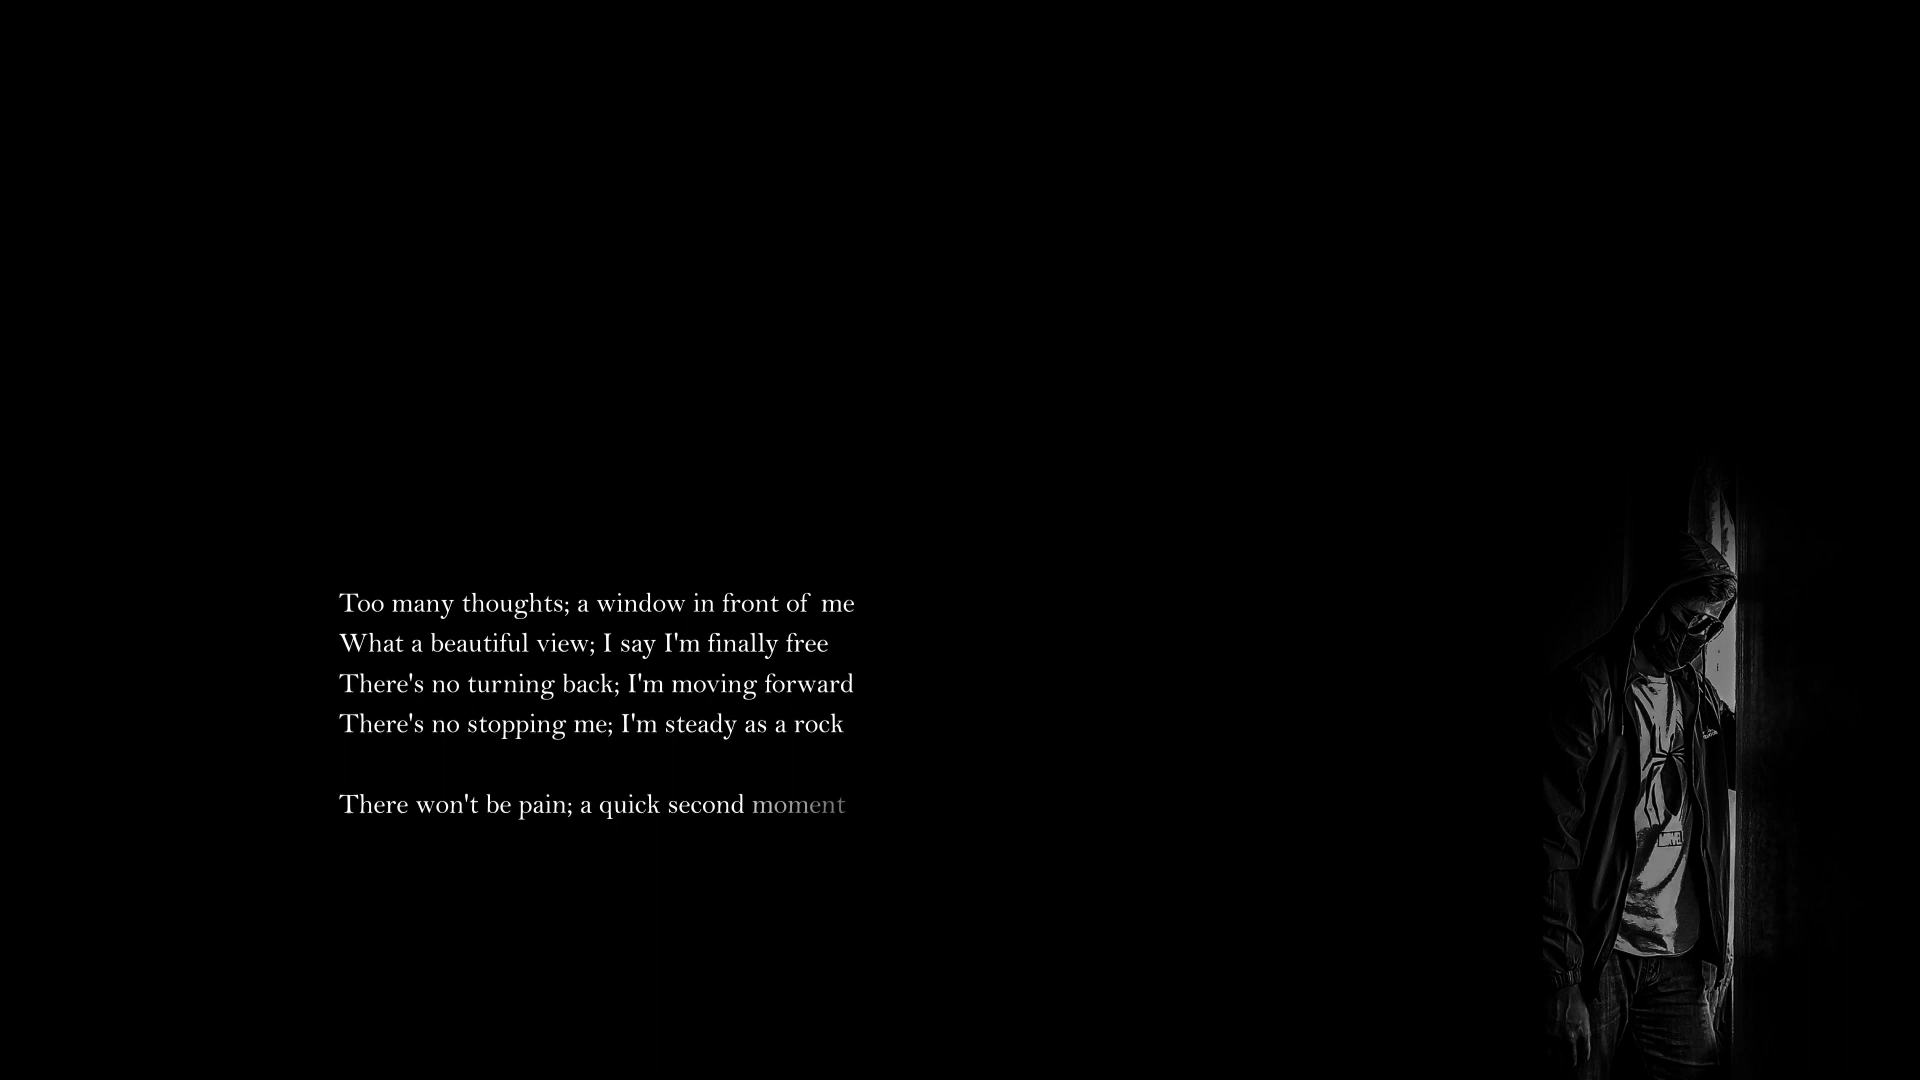 Too many thoughts; a window in front of me
What a beautiful view; I say I'm finally free
There's no turning back; I'm moving forward
There's no stopping me; I'm steady as a rock
There won't be pain; a quick second moment
MARVEL